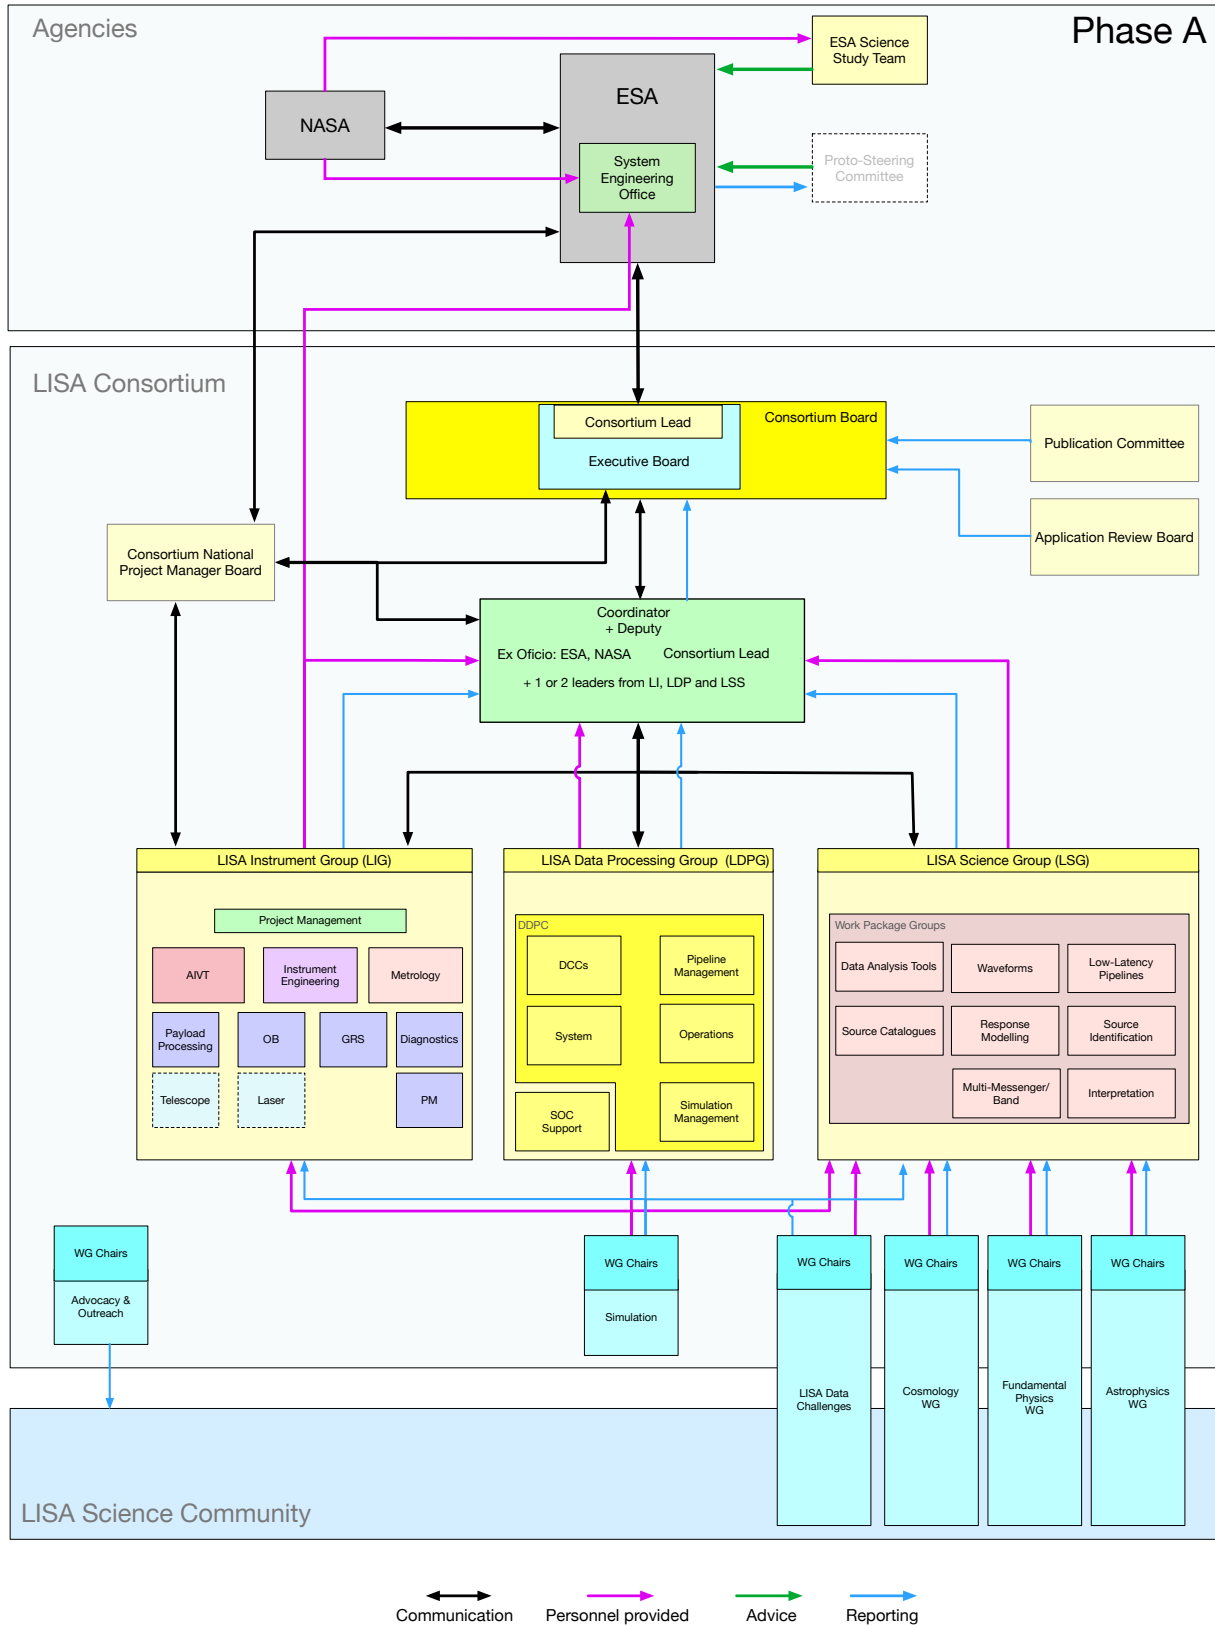 Agencies
Phase A
ESA Science
Study Team
ESA
NASA
System
Engineering
Office
Proto-Steering
Committee
LISA Consortium
Consortium Lead
Consortium Board
Executive Board
Publication Committee
Application Review Board
Consortium National
Project Manager Board
Coordinator
+ Deputy
Ex Oficio: ESA, NASA
Consortium Lead
+ 1 or 2 leaders from LI, LDP and LSS
LISA Instrument Group (LIG)
Project Management
AIVT
Instrument
Engineering
Metrology
Payload
Processing
OB
GRS
Diagnostics
Telescope
Laser
PM
LISA Data Processing Group (LDPG)
DDPC
DCCs
Pipeline
Management
System
Operations
SOC
Support
Simulation
Management
LISA Science Group (LSG)
Work Package Groups
Data Analysis Tools
Waveforms
Low-Latency
Pipelines
Source Catalogues
Response
Modelling
Source
Identification
Multi-Messenger/
Band
Interpretation
WG Chairs
Advocacy &
Outreach
WG Chairs
Simulation
WG Chairs
LISA Data
Challenges
WG Chairs
Cosmology
WG
WG Chairs
Fundamental
Physics
WG
WG Chairs
Astrophysics
WG
LISA Science Community
Communication
Personnel provided
Advice
Reporting